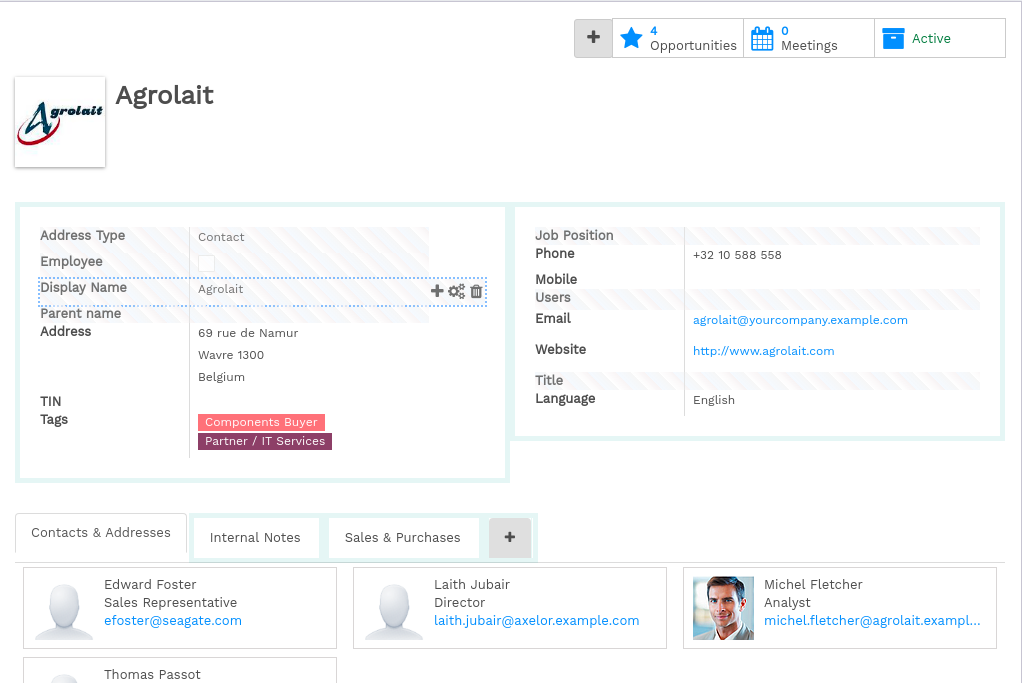 4
Opportunities
0
Meetings
Active
Agrolait
Agrolait
Address Type
Contact
Employee
Display Name
Agrolait
Parent name
Address
69 rue de Namur
Wavre 1300
Belgium
TIN
Tags
Components Buyer
Partner / IT Services
Job Position
Phone
+32 10 588 558
Mobile
Users
Email
agrolait@yourcompany.example.com
Website
http://www.agrolait.com
Title
Language
English
Contacts & Addresses
Internal Notes
Sales & Purchases
Edward Foster
Sales Representative
efoster@seagate.com
Laith Jubair
Director
laith.jubair@axelor.example.com
Michel Fletcher
Analyst
michel.fletcher@agrolait.exampl...
Thomas Passot